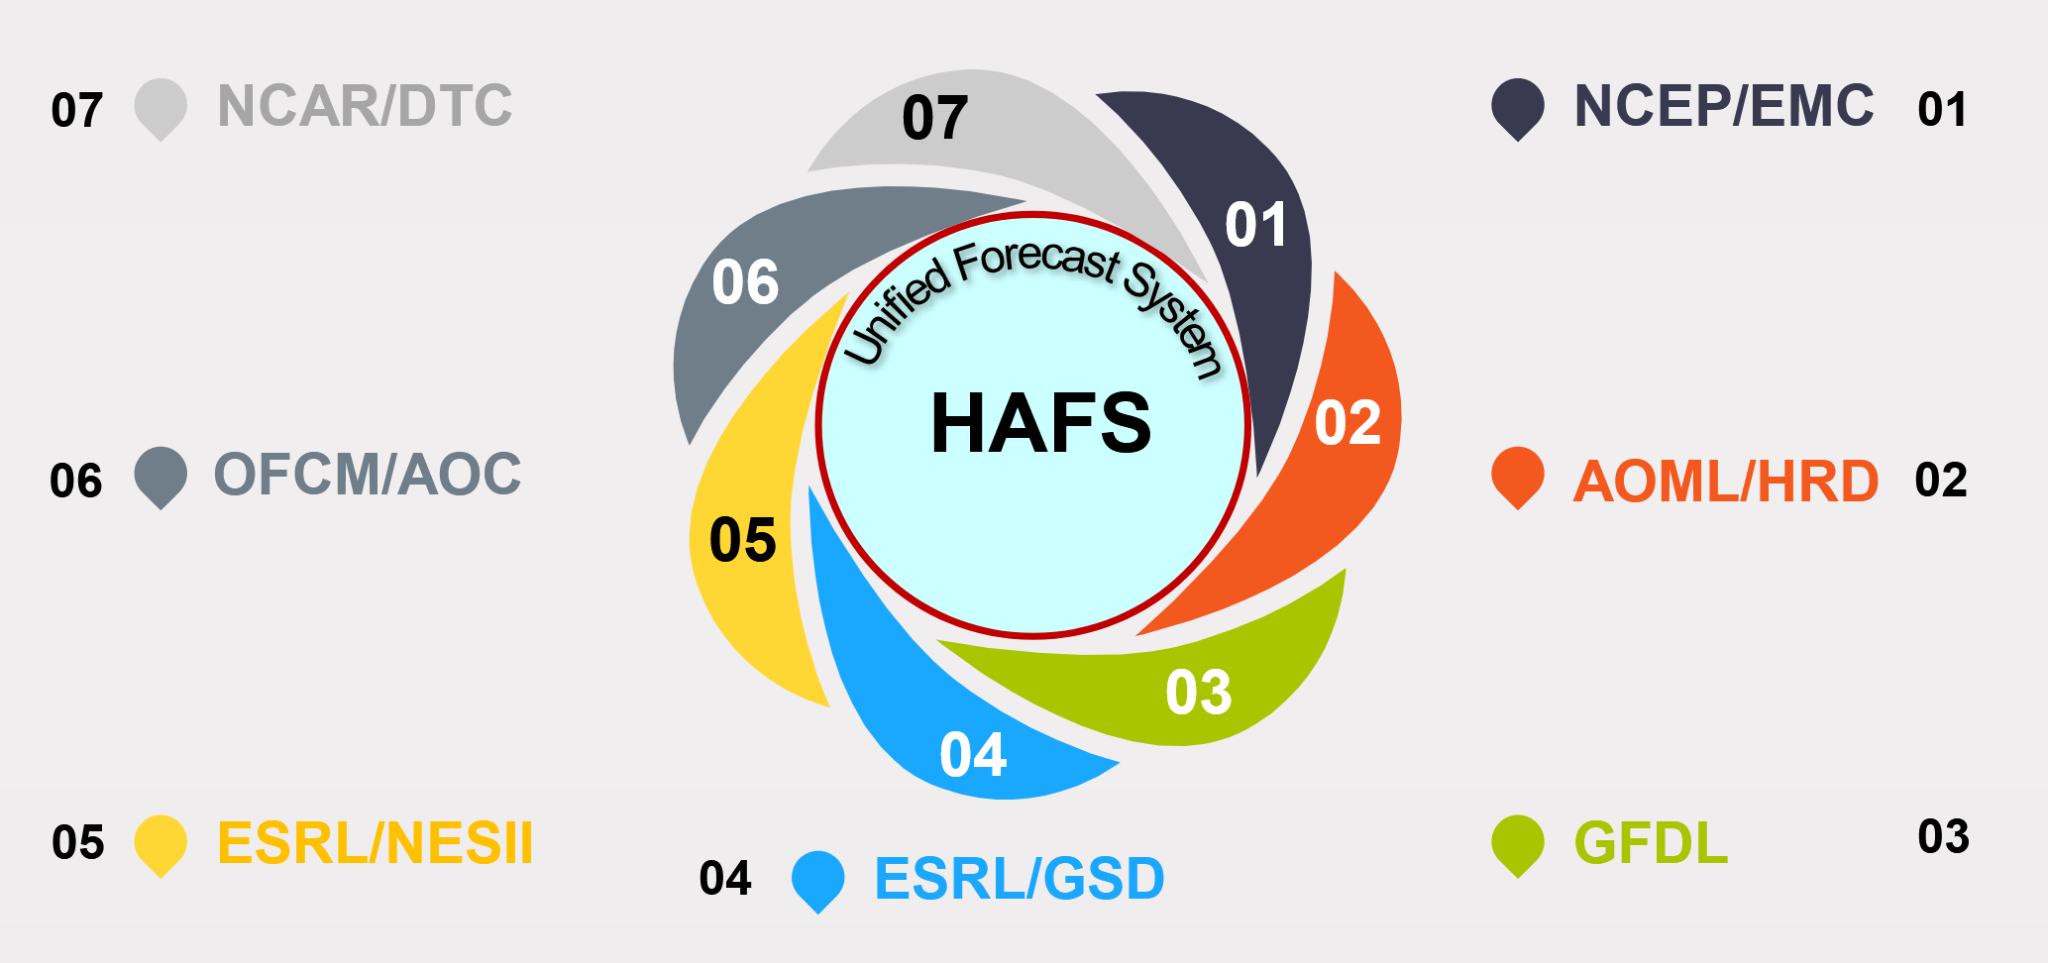 07 NCAR/DTC
NCEP/EMC 01
07
01
06
Unified Forecast System
HAFS
02
06 OFCM/AOC
AOML/HRD 02
05
03
04
05 ESRL/NESII
04 ESRL/GSD
GFDL 03